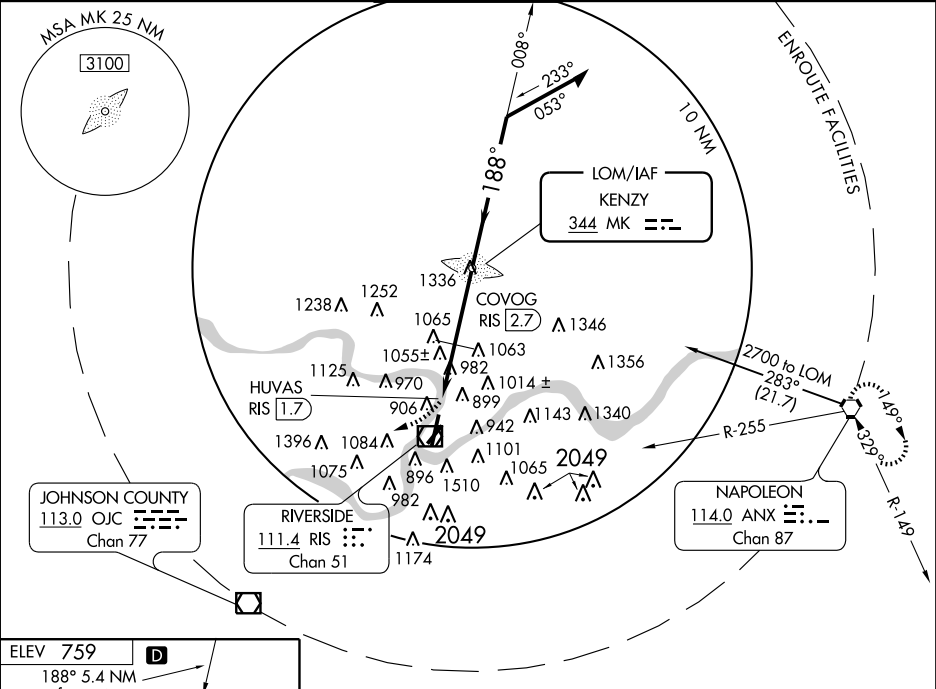 MSA MK 25 NM
3100
008°
233°
053°
10 NM
ENROUTE FACILITIES
188°
LOM/IAF
KENZY
344 MK
1336
COVOG
RIS 2.7
1238
1252
1065
1346
1055±
1063
1356
1125
970
982
1014 ±
HUVAS
RIS 1.7
906
899
2700 to LOM
283°
(21.7)
149°
942
1143
1340
R-255
329°
1396
1084
1101
1075
896
1510
1065
2049
R-149
982
JOHNSON COUNTY
113.0 OJC
Chan 77
RIVERSIDE
111.4 RIS
Chan 51
2049
1174
NAPOLEON
114.0 ANX
Chan 87
ELEV 759
D
188° 5.4 NM